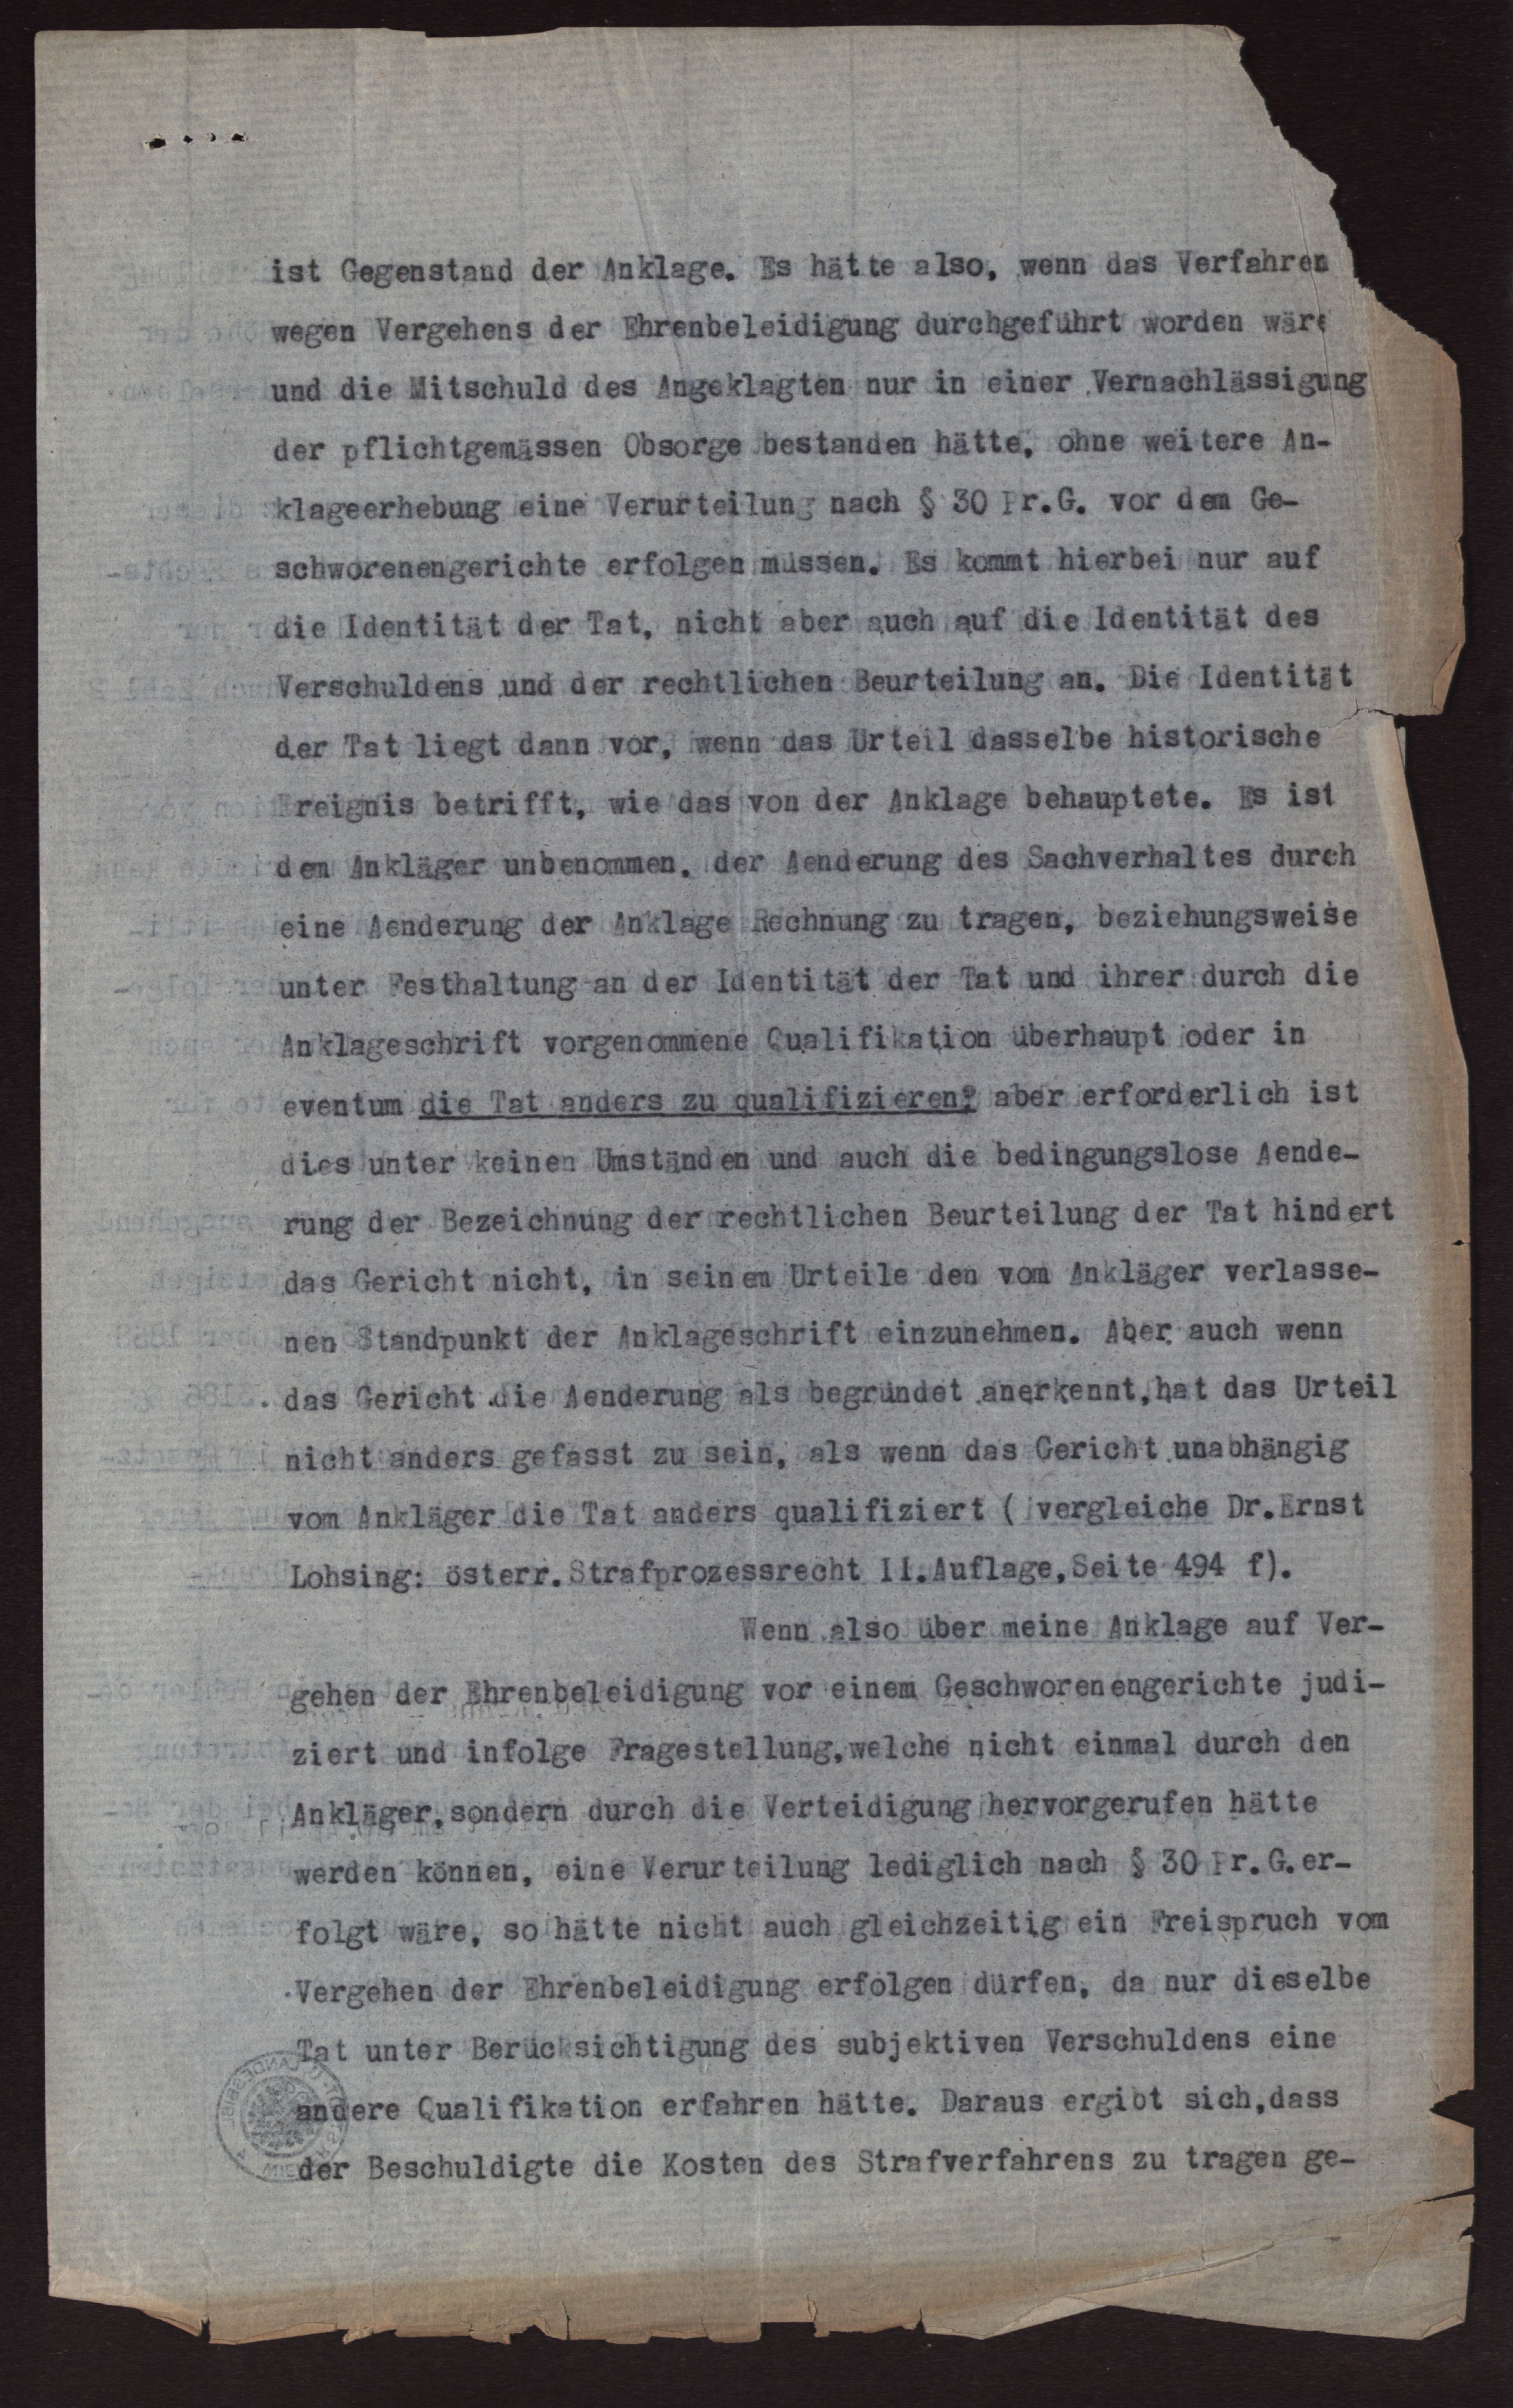 ist Gegenstand der Anklage. Es hätte also, wenn das Verfahren
wegen Vergehens der Ehrenbeleidigung durchgeführt worden wäre
und die Mitschuld des Angeklagten nur in einer Vernachlässigung
der pflichtgemässen Obsorge bestanden hätte, ohne weitere An-
klageerhebung eine Verurteilung nach § 30 Pr.G. vor dem Ge-
schworenengerichte erfolgen müssen. Es kommt hierbei nur auf
die Identität der Tat, nicht aber auch auf die Identität des
Verschuldens und der rechtlichen Beurteilung an. Die Identität
der Tat liegt dann vor, wenn das Urteil dasselbe historische
Ereignis betrifft, wie das von der Anklage behauptete. Es ist
dem Ankläger unbenommen, der Aenderung des Sachverhaltes durch
eine Aenderung der Anklage Rechnung zu tragen, beziehungsweise
unter Festhaltung an der Identität der Tat und ihrer durch die
Anklageschrift vorgenommene Qualifikation überhaupt oder in
eventum die Tat anders zu qualifizieren; aber erforderlich ist
dies unter keinen Umständen und auch die bedingungslose Aende-
rung der Bezeichnung der rechtlichen Beurteilung der Tat hindert
das Gericht nicht, in seinem Urteile den vom Ankläger verlasse-
nen Standpunkt der Anklageschrift einzunehmen. Aber auch wenn
das Gericht die Aenderung als begründet anerkennt, hat das Urteil
nicht anders gefasst zu sein, als wenn das Gericht unabhängig
vom Ankläger die Tat anders qualifiziert ( vergleiche Dr.Ernst
Lohsing: österr.Strafprozessrecht II.Auflage,Seite 494 f).
Wenn also über meine Anklage auf Ver-
gehen der Ehrenbeleidigung vor einem Geschworenengerichte judi-
ziert und infolge Fragestellung,welche nicht einmal durch den
Ankläger,sondern durch die Verteidigung hervorgerufen hätte
werden können, eine Verurteilung lediglich nach § 30 Pr.G.er-
folgt wäre, so hätte nicht auch gleichzeitig ein Freispruch vom
Vergehen der Ehrenbeleidigung erfolgen dürfen, da nur dieselbe
Tat unter Berücksichtigung des subjektiven Verschuldens eine
andere Qualifikation erfahren hätte. Daraus ergibt sich,dass
der Beschuldigte die Kosten des Strafverfahrens zu tragen ge-